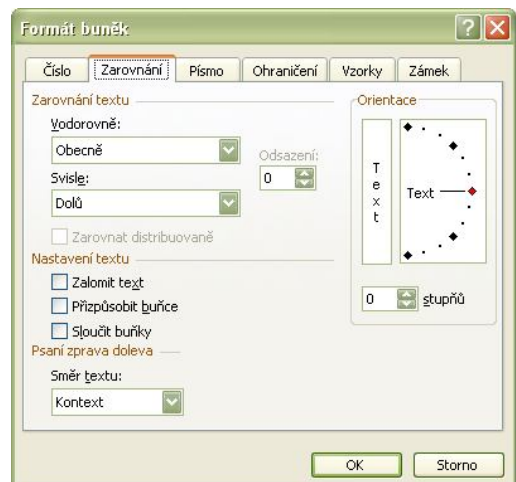 Formát buněk
Číslo Zarovnání Písmo Ohraničení Vzorky Zámek
Zarovnání textu
Vodorovně:
Obecně
Odsazení:
0
Svisle:
Dolů
Zarovnat distribuovaně
Nastavení textu
Zalomit text
Přizpůsobit buňce
Sloučit buňky
Psaní zprava doleva
Směr textu:
Kontext
Orientace
Text
Text
0 stupňů
OK Storno